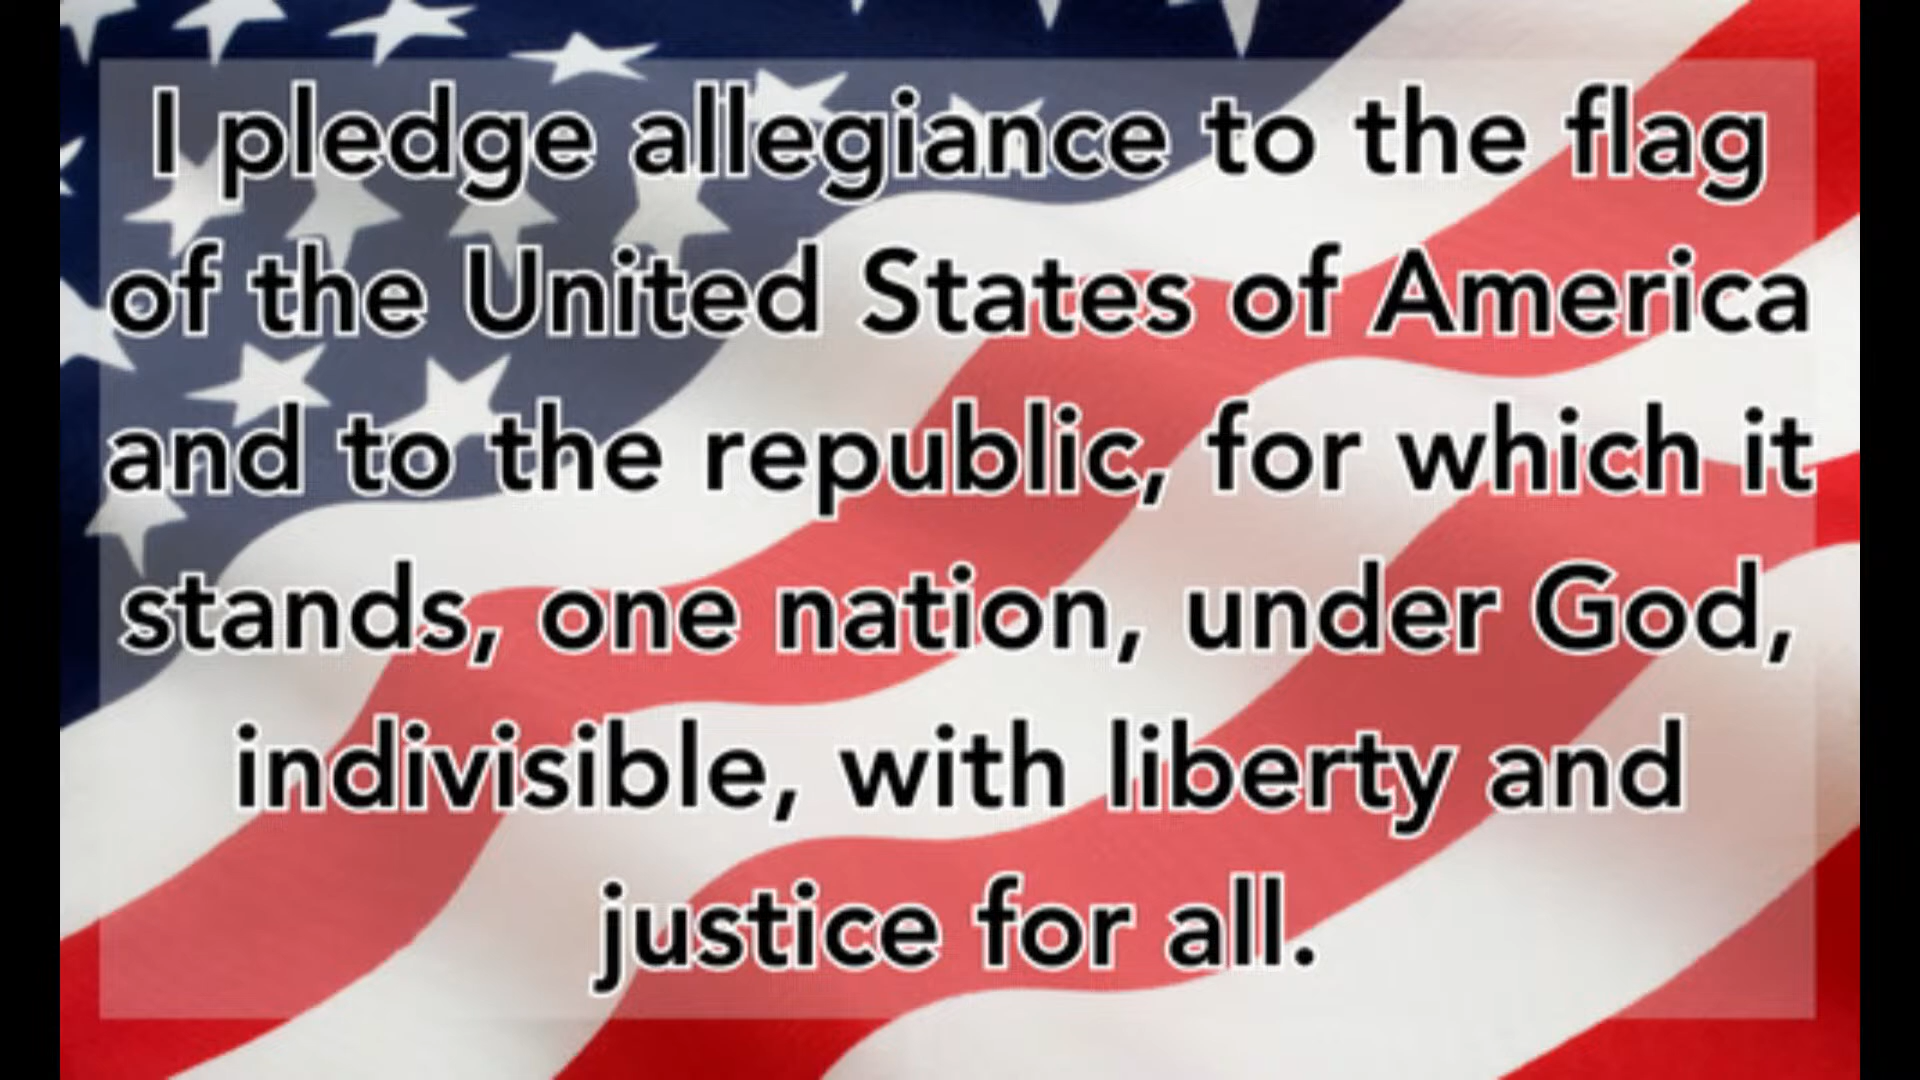 I pledge allegiance to the flag
of the United States of America
and to the republic, for which it
stands, one nation, under God,
indivisible, with liberty and
justice for all.